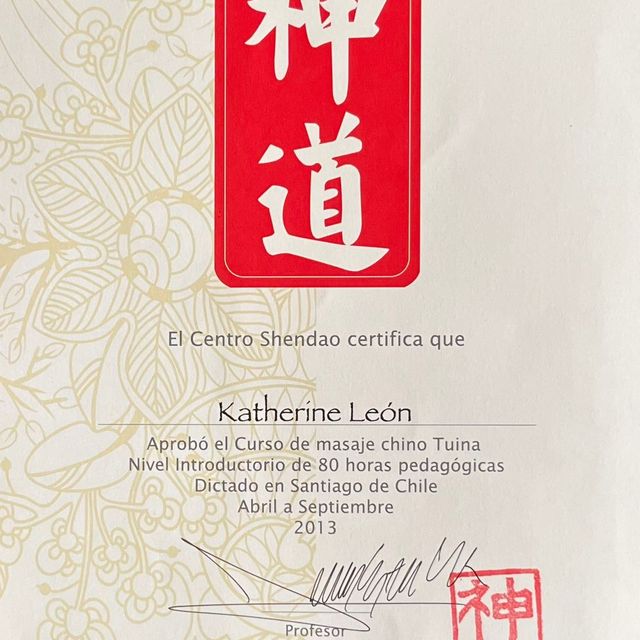 神
道
El Centro Shendao certifica que
Katherine León
Aprobó el Curso de masaje chino Tuina
Nivel Introductorio de 80 horas pedagógicas
Dictado en Santiago de Chile
Abril a Septiembre
2013
Profesor
神